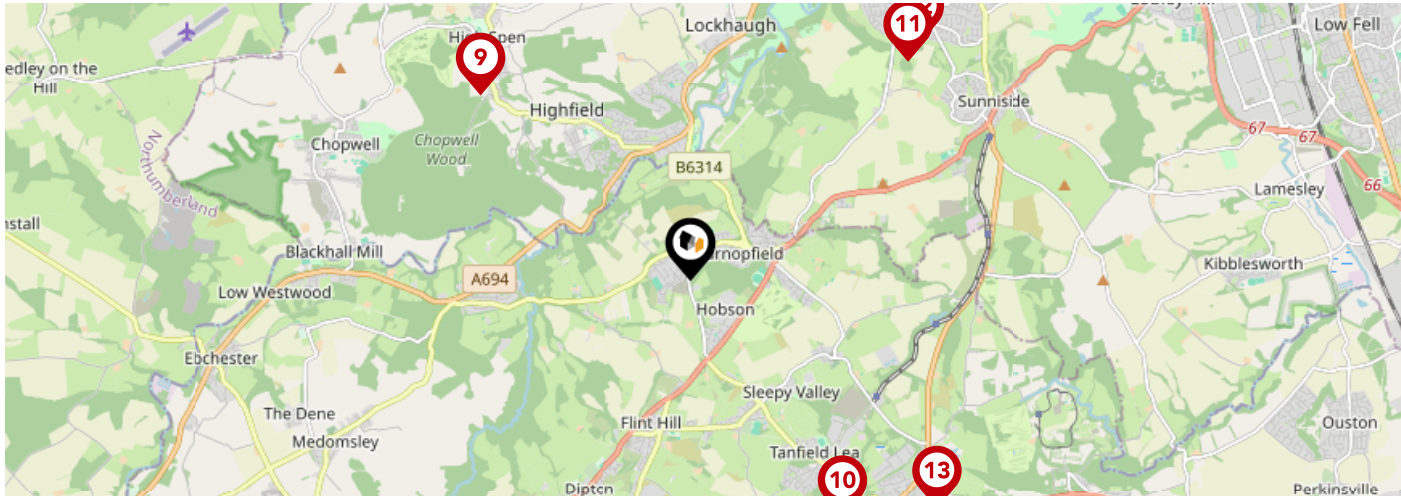 11
Lockhaugh
Low Fell
9
edley on the
Hill
Highfield
Sunniside
Chopwell
Chopwell
Wood
67
67
B6314
66
Northumberland
Lamesley
nstall
Blackhall Mill
rnopfield
Kibblesworth
A694
Low Westwood
Hobson
Ebchester
Sleepy Valley
The Dene
Flint Hill
Ouston
Medomsley
Tanfield Lea
10
13
Dipton
Perkinsville